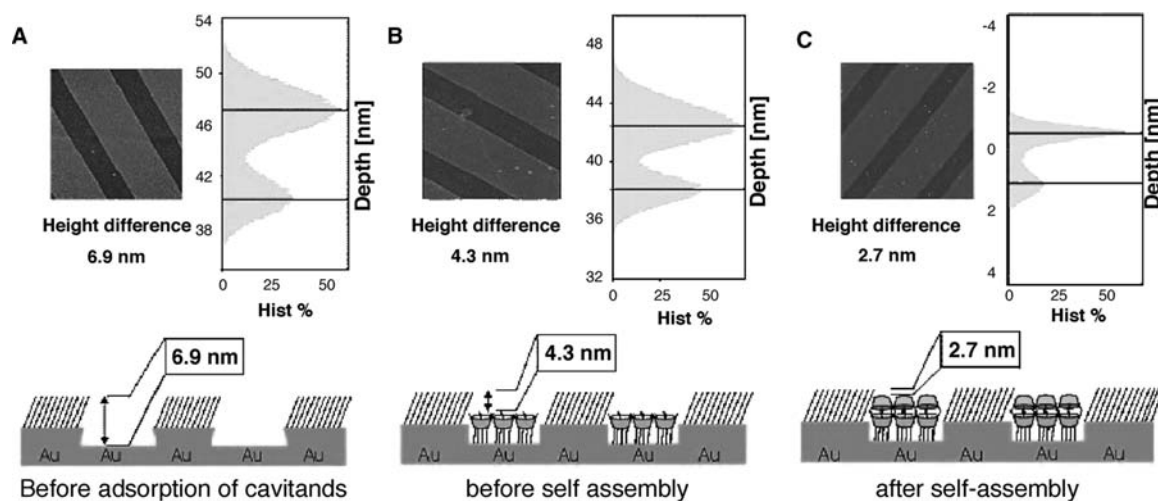 A
54
50
46
42
38
Depth [nm]
0 25 50
Hist %
Height difference
6.9 nm
B
48
44
40
36
32
Depth [nm]
0 25 50
Hist %
Height difference
4.3 nm
C
-4
-2
0
2
4
Depth [nm]
0 25 50 75
Hist %
Height difference
2.7 nm
6.9 nm
Au Au Au Au Au
Before adsorption of cavitands
4.3 nm
Au Au Au Au Au
before self assembly
2.7 nm
Au Au Au Au Au
after self-assembly